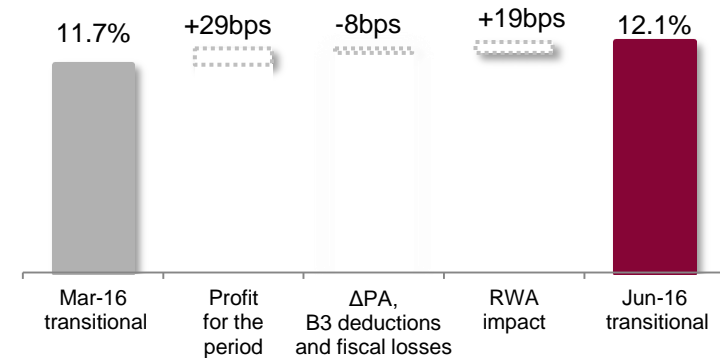 11.7%
+29bps
-8bps
+19bps
12.1%
Mar-16
transitional
Profit
for the
period
ΔPA,
B3 deductions
and fiscal losses
RWA
impact
Jun-16
transitional